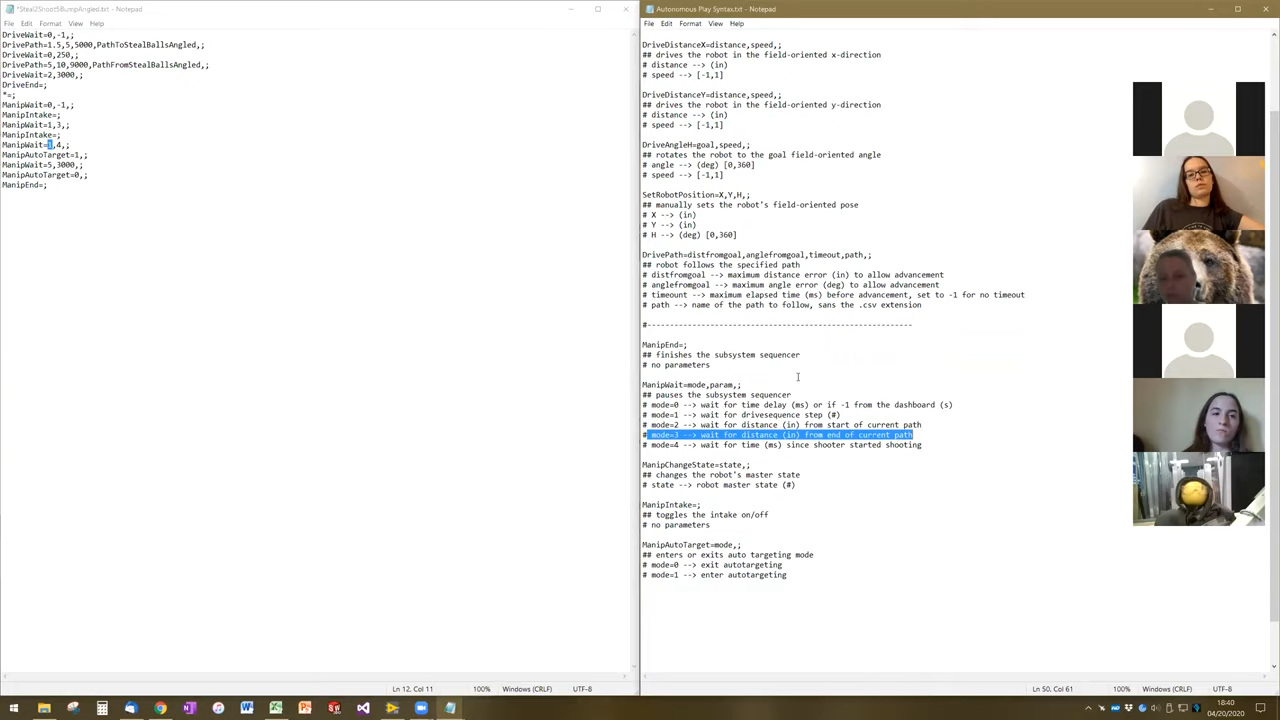 *Steal2Shoot5BumpAngled.txt - Notepad
File Edit Format View Help
DriveWait=0,-1,;
DrivePath=1.5,5,5000,PathToStealBallsAngled,;
DriveWait=0,250,;
DrivePath=5,10,9000,PathFromStealBallsAngled,;
DriveWait=2,3000,;
DriveEnd=;
*=;
ManipWait=0,-1,;
ManipIntake=;
ManipWait=1,3,;
ManipIntake=;
ManipWait=1,4,;
ManipAutoTarget=1,;
ManipWait=5,3000,;
ManipAutoTarget=0,;
ManipEnd=;
Ln 12, Col 11 100% Windows (CRLF) UTF-8
Autonomous Play Syntax.txt - Notepad
File Edit Format View Help
DriveDistanceX=distance,speed,;
## drives the robot in the field-oriented x-direction
# distance --> (in)
# speed --> [-1,1]
DriveDistanceY=distance,speed,;
## drives the robot in the field-oriented y-direction
# distance --> (in)
# speed --> [-1,1]
DriveAngleH=goal,speed,;
## rotates the robot to the goal field-oriented angle
# angle --> (deg) [0,360]
# speed --> [-1,1]
SetRobotPosition=X,Y,H,;
## manually sets the robot's field-oriented pose
# X --> (in)
# Y --> (in)
# H --> (deg) [0,360]
DrivePath=distfromgoal,anglefromgoal,timeout,path,;
## robot follows the specified path
# distfromgoal --> maximum distance error (in) to allow advancement
# anglefromgoal --> maximum angle error (deg) to allow advancement
# timeount --> maximum elapsed time (ms) before advancement, set to -1 for no timeout
# path --> name of the path to follow, sans the .csv extension
#-----------------------------------------------------------
ManipEnd=;
## finishes the subsystem sequencer
# no parameters
ManipWait=mode,param,;
## pauses the subsystem sequencer
# mode=0 --> wait for time delay (ms) or if -1 from the dashboard (s)
# mode=1 --> wait for drivesequence step (#)
# mode=2 --> wait for distance (in) from start of current path
# mode=3 --> wait for distance (in) from end of current path
# mode=4 --> wait for time (ms) since shooter started shooting
ManipChangeState=state,;
## changes the robot's master state
# state --> robot master state (#)
ManipIntake=;
## toggles the intake on/off
# no parameters
ManipAutoTarget=mode,;
## enters or exits auto targeting mode
# mode=0 --> exit autotargeting
# mode=1 --> enter autotargeting
Ln 50, Col 61 100% Windows (CRLF) UTF-8
18:40
04/20/2020